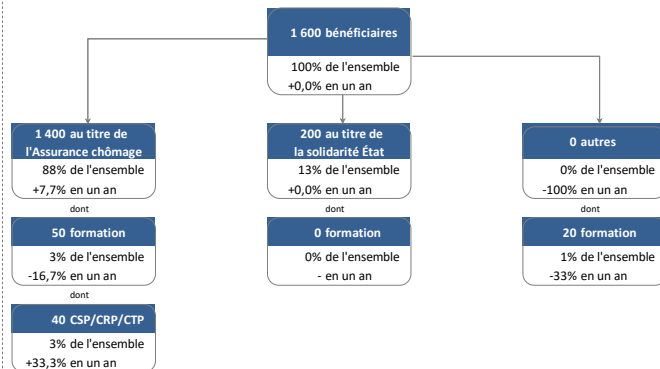 1 600 bénéficiaires
100% de l'ensemble
+0,0% en un an
1 400 au titre de
l'Assurance chômage
88% de l'ensemble
+7,7% en un an
dont
50 formation
3% de l'ensemble
-16,7% en un an
dont
40 CSP/CRP/CTP
3% de l'ensemble
+33,3% en un an
200 au titre de
la solidarité État
13% de l'ensemble
+0,0% en un an
dont
0 formation
0% de l'ensemble
- en un an
0 autres
0% de l'ensemble
-100% en un an
dont
20 formation
1% de l'ensemble
-33% en un an